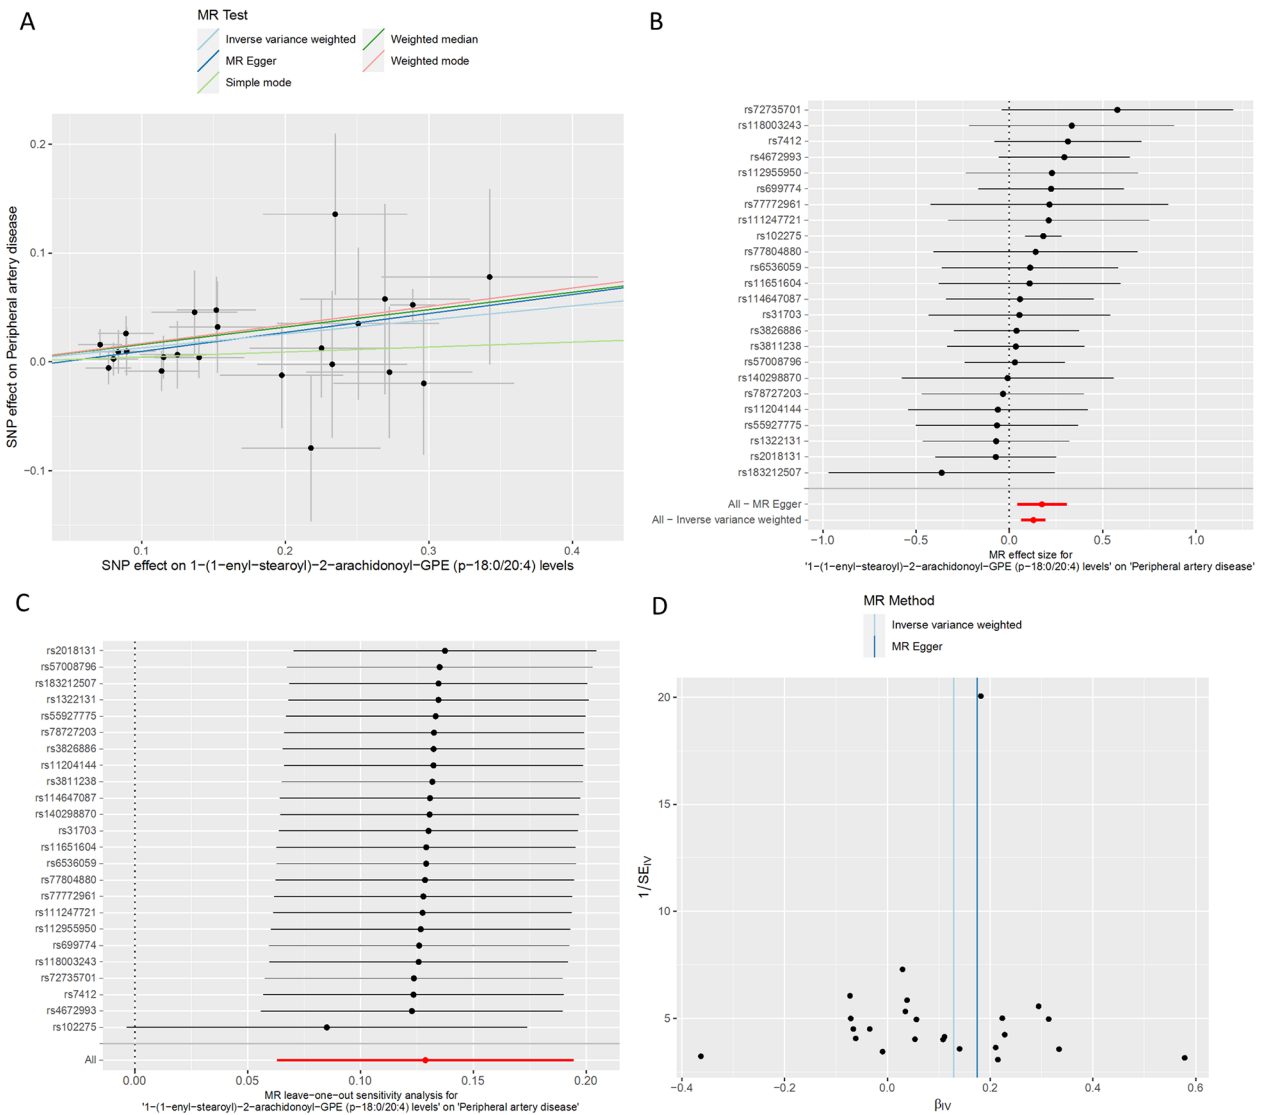 A
MR Test
Inverse variance weighted
MR Egger
Simple mode
Weighted median
Weighted mode
0.2
0.1
0.0
−0.1
SNP effect on Peripheral artery disease
0.1
0.2
0.3
0.4
SNP effect on 1−(1−enyl−stearoyl)−2−arachidonoyl−GPE (p−18:0/20:4) levels
B
rs72735701
rs118003243
rs7412
rs4672993
rs112955950
rs699774
rs77772961
rs111247721
rs102275
rs77804880
rs6536059
rs11651604
rs114647087
rs31703
rs3826886
rs3811238
rs57008796
rs140298870
rs78727203
rs11204144
rs55927775
rs1322131
rs2018131
rs183212507
All − MR Egger
All − Inverse variance weighted
−1.0
−0.5
0.0
0.5
1.0
MR effect size for
'1−(1−enyl−stearoyl)−2−arachidonoyl−GPE (p−18:0/20:4) levels' on 'Peripheral artery disease'
C
rs2018131
rs57008796
rs183212507
rs1322131
rs55927775
rs78727203
rs3826886
rs11204144
rs3811238
rs114647087
rs140298870
rs31703
rs11651604
rs6536059
rs77804880
rs77772961
rs111247721
rs112955950
rs699774
rs118003243
rs72735701
rs7412
rs4672993
rs102275
All
0.00
0.05
0.10
0.15
0.20
MR leave−one−out sensitivity analysis for
'1−(1−enyl−stearoyl)−2−arachidonoyl−GPE (p−18:0/20:4) levels' on 'Peripheral artery disease'
D
MR Method
Inverse variance weighted
MR Egger
20
15
10
5
1/SE_IV
−0.4
−0.2
0.0
0.2
0.4
0.6
β_IV